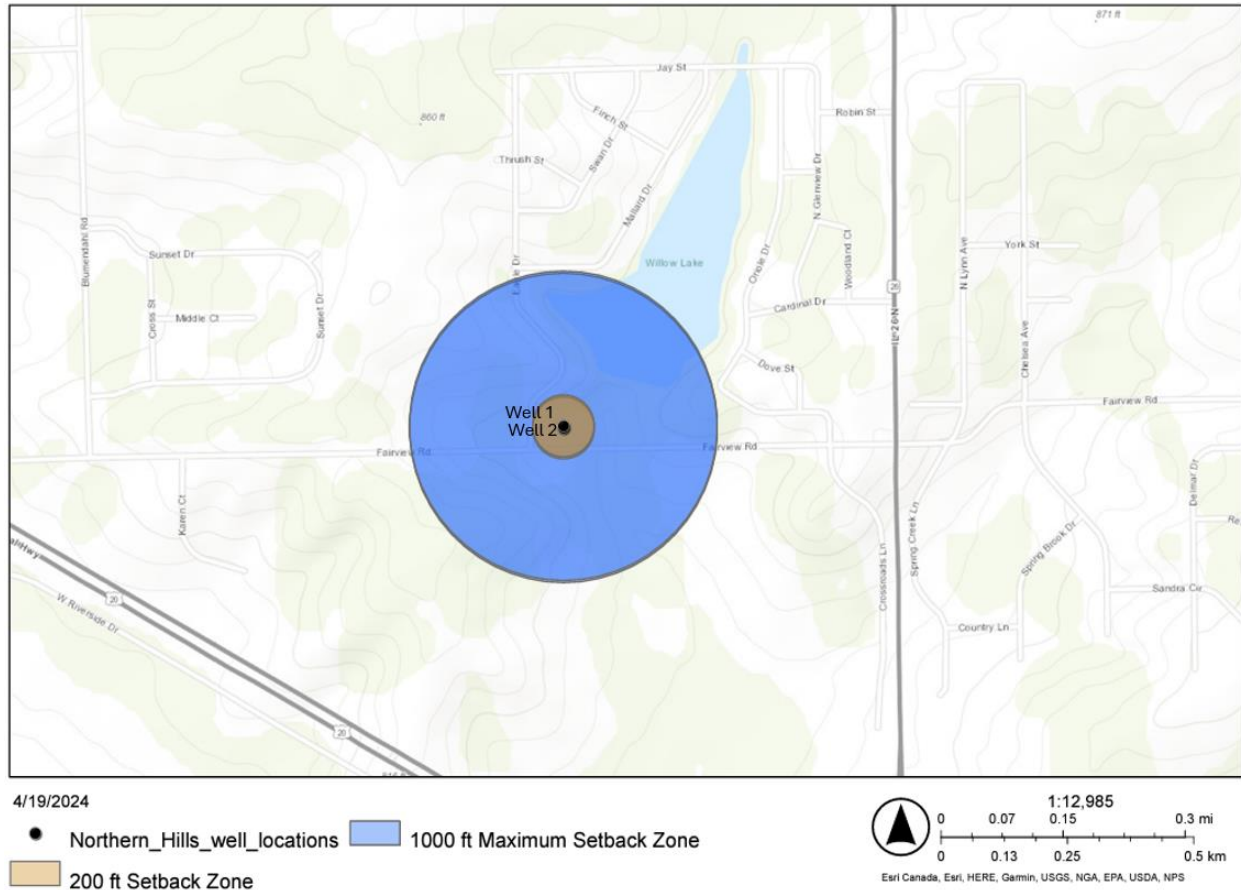 871 ft
Jay St
860 ft
Finch St
Robin St
Swan Dr
Thrush St
Mallard Dr
N Glenview Dr
Blumendahl Rd
Sunset Dr
Willow Lake
Oriole Dr
Woodland Ct
N Lynn Ave
York St
Eagle Dr
26
Cross St
Middle Ct
Sunset Dr
Cardinal Dr
IL-26 N
Chelsea Ave
Dove St
Fairview Rd
Well 1
Well 2
Fairview Rd
Fairview Rd
Karen Ct
Delmar Dr
Spring Creek Ln
Spring Brook Dr
al Hwy
20
W Riverside Dr
Crossroads Ln
Sandra Cir
Country Ln
20
4/19/2024
Northern_Hills_well_locations
1000 ft Maximum Setback Zone
200 ft Setback Zone
1:12,985
0 0.07 0.15 0.3 mi
0 0.13 0.25 0.5 km
Esri Canada, Esri, HERE, Garmin, USGS, NGA, EPA, USDA, NPS